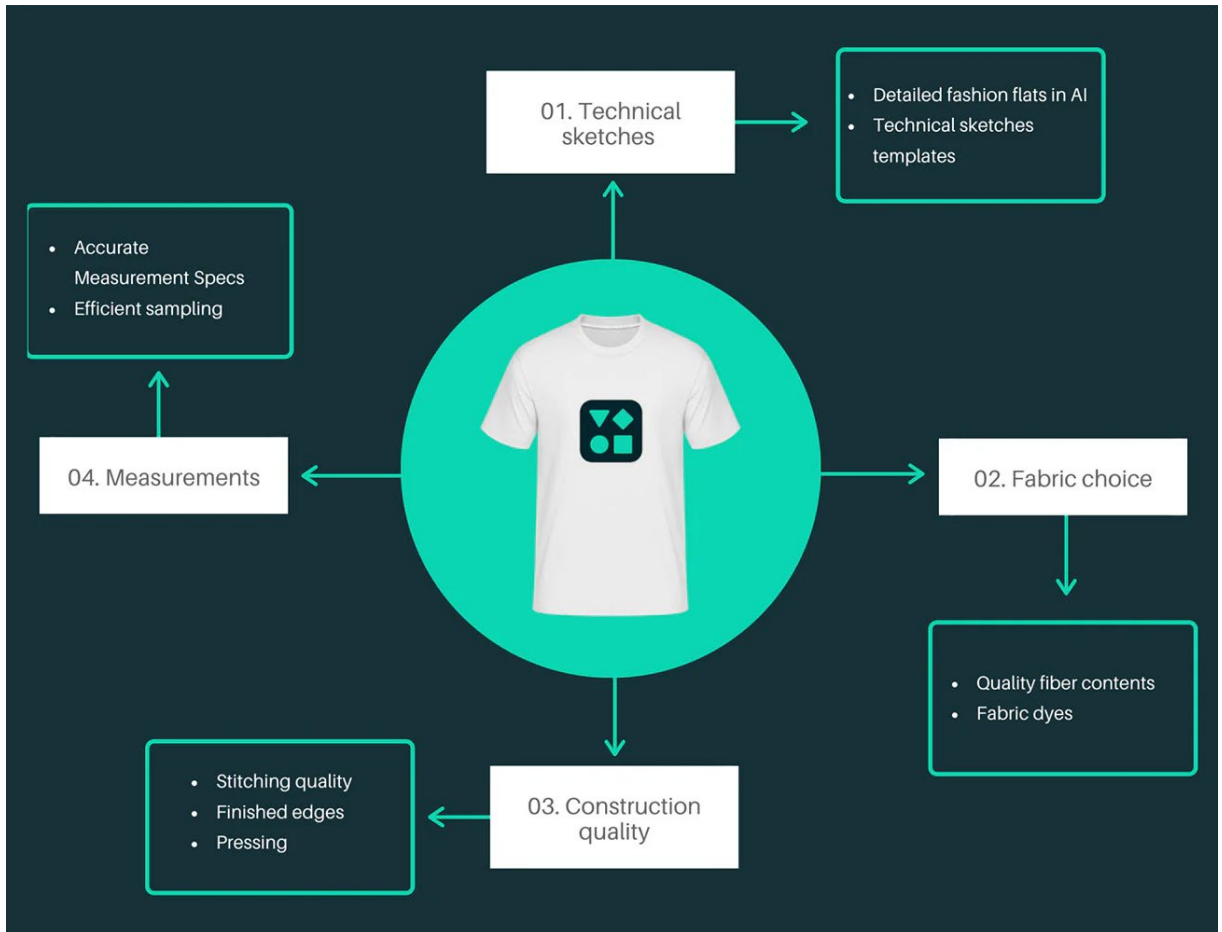 01. Technical
sketches
• Detailed fashion flats in AI
• Technical sketches
templates
02. Fabric choice
• Quality fiber contents
• Fabric dyes
03. Construction
quality
• Stitching quality
• Finished edges
• Pressing
04. Measurements
• Accurate
Measurement Specs
• Efficient sampling